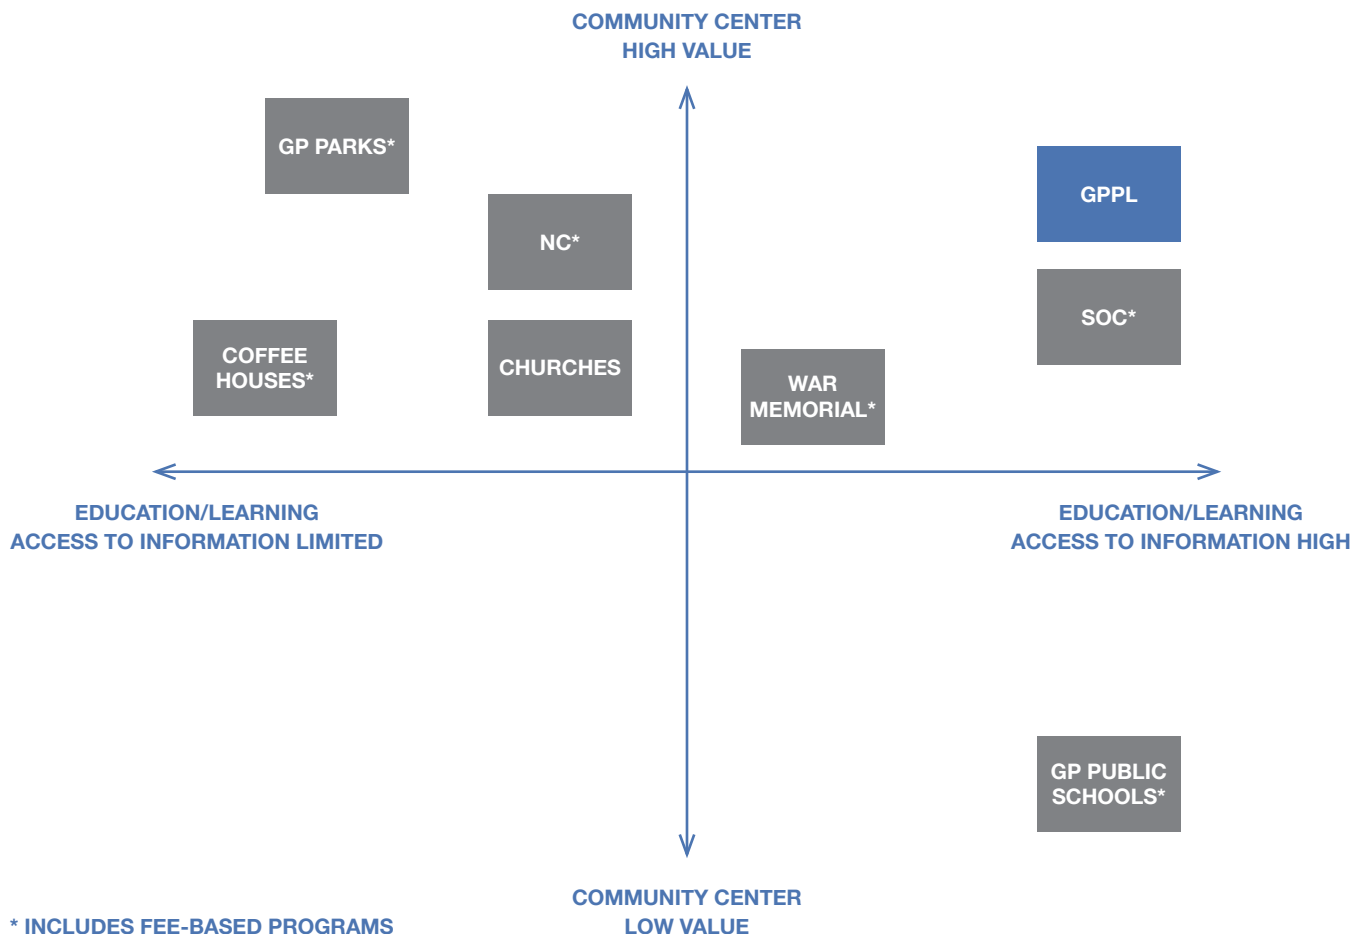 COMMUNITY CENTER
HIGH VALUE
GP PARKS*
GPPL
NC*
SOC*
COFFEE
HOUSES*
CHURCHES
WAR
MEMORIAL*
EDUCATION/LEARNING
ACCESS TO INFORMATION LIMITED
EDUCATION/LEARNING
ACCESS TO INFORMATION HIGH
GP PUBLIC
SCHOOLS*
COMMUNITY CENTER
LOW VALUE
* INCLUDES FEE-BASED PROGRAMS